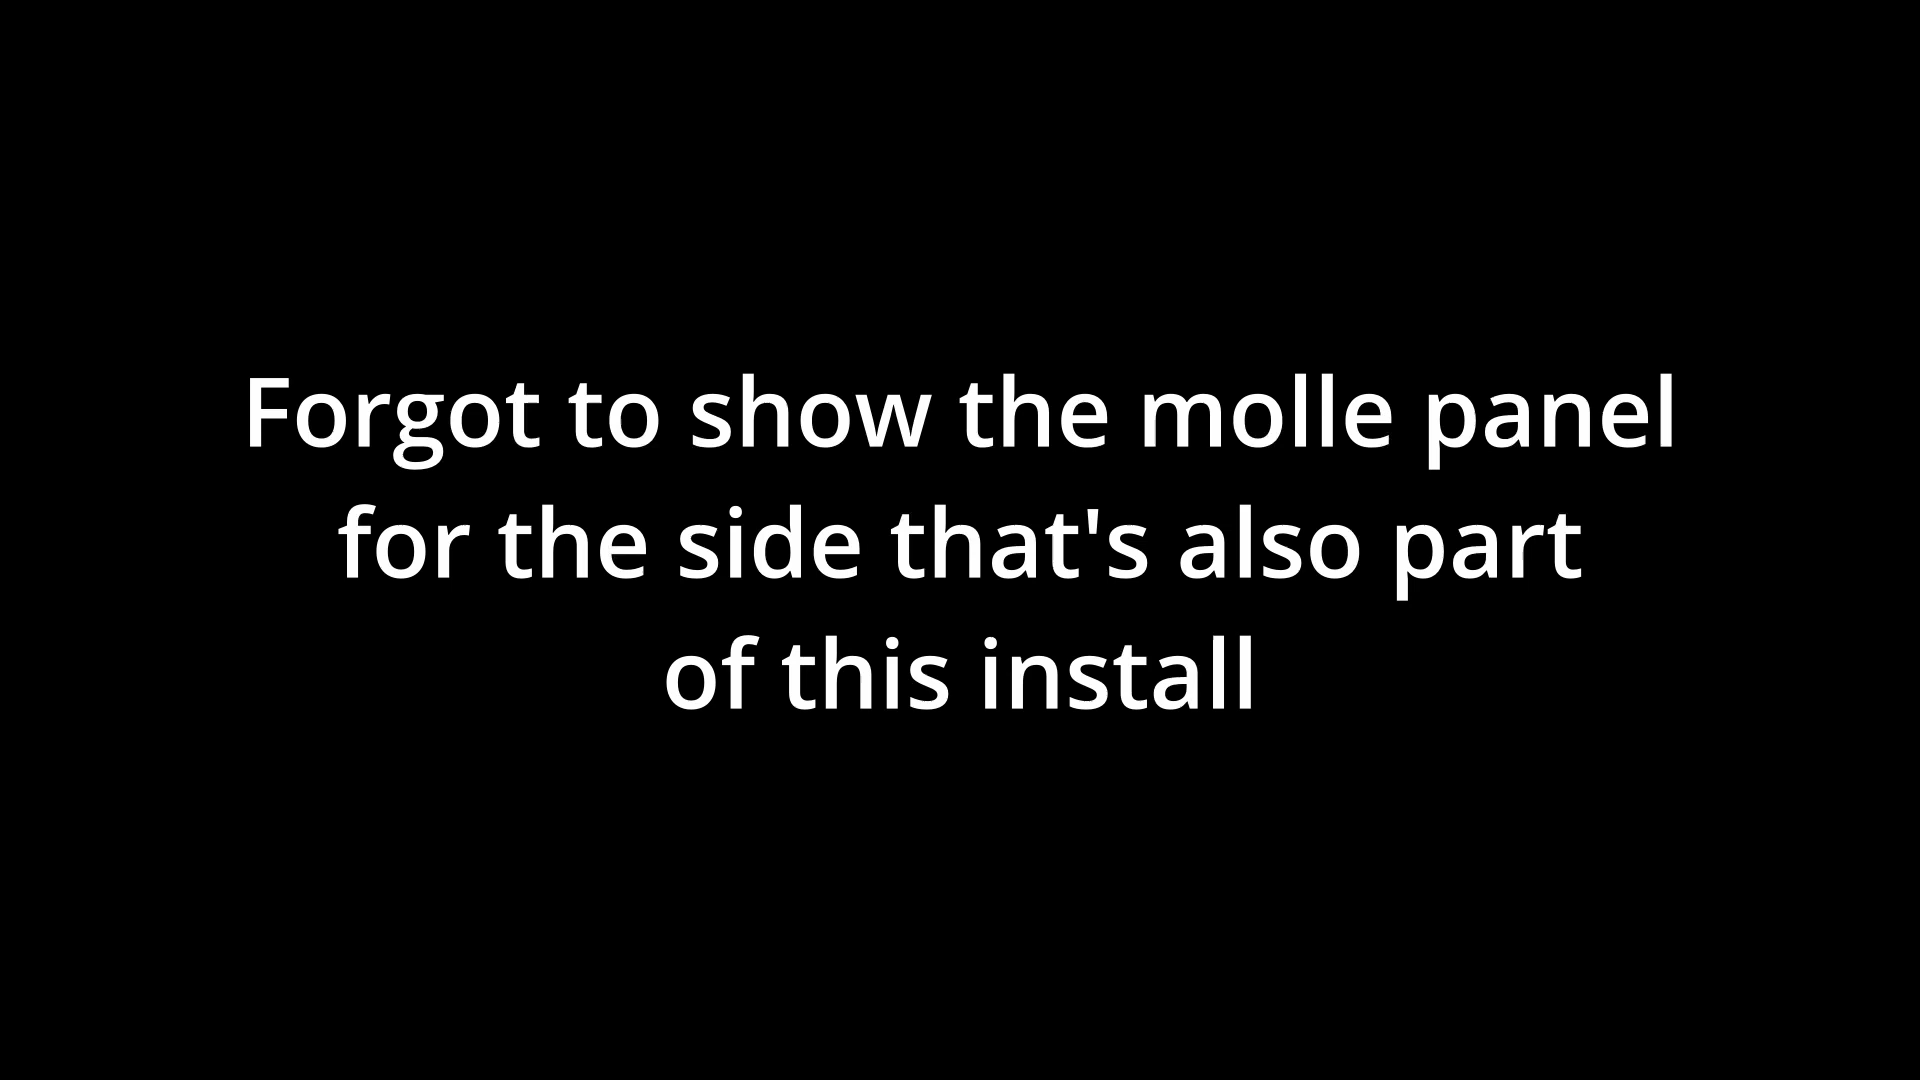 Forgot to show the molle panel
for the side that's also part
of this install